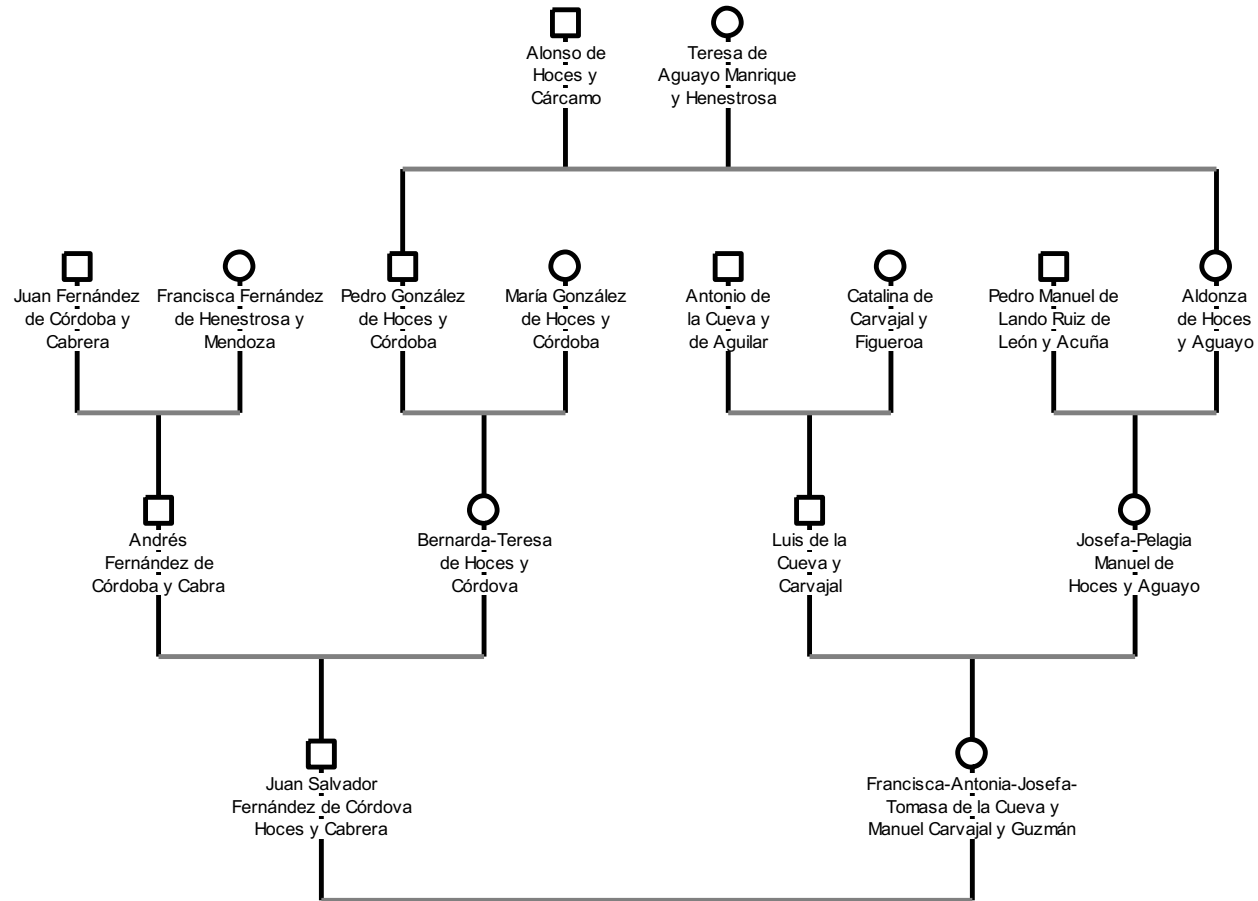 Alonso de
Hoces y
Cárcamo
Teresa de
Aguayo Manrique
y Henestrosa
Juan Fernández
de Córdoba y
Cabrera
Francisca Fernández
de Henestrosa y
Mendoza
Pedro González
de Hoces y
Córdoba
María González
de Hoces y
Córdoba
Antonio de
la Cueva y
de Aguilar
Catalina de
Carvajal y
Figueroa
Pedro Manuel de
Lando Ruiz de
León y Acuña
Aldonza
de Hoces
y Aguayo
Andrés
Fernández de
Córdoba y Cabra
Bernarda-Teresa
de Hoces y
Córdova
Luis de la
Cueva y
Carvajal
Josefa-Pelagia
Manuel de
Hoces y Aguayo
Juan Salvador
Fernández de Córdova
Hoces y Cabrera
Francisca-Antonia-Josefa-
Tomasa de la Cueva y
Manuel Carvajal y Guzmán